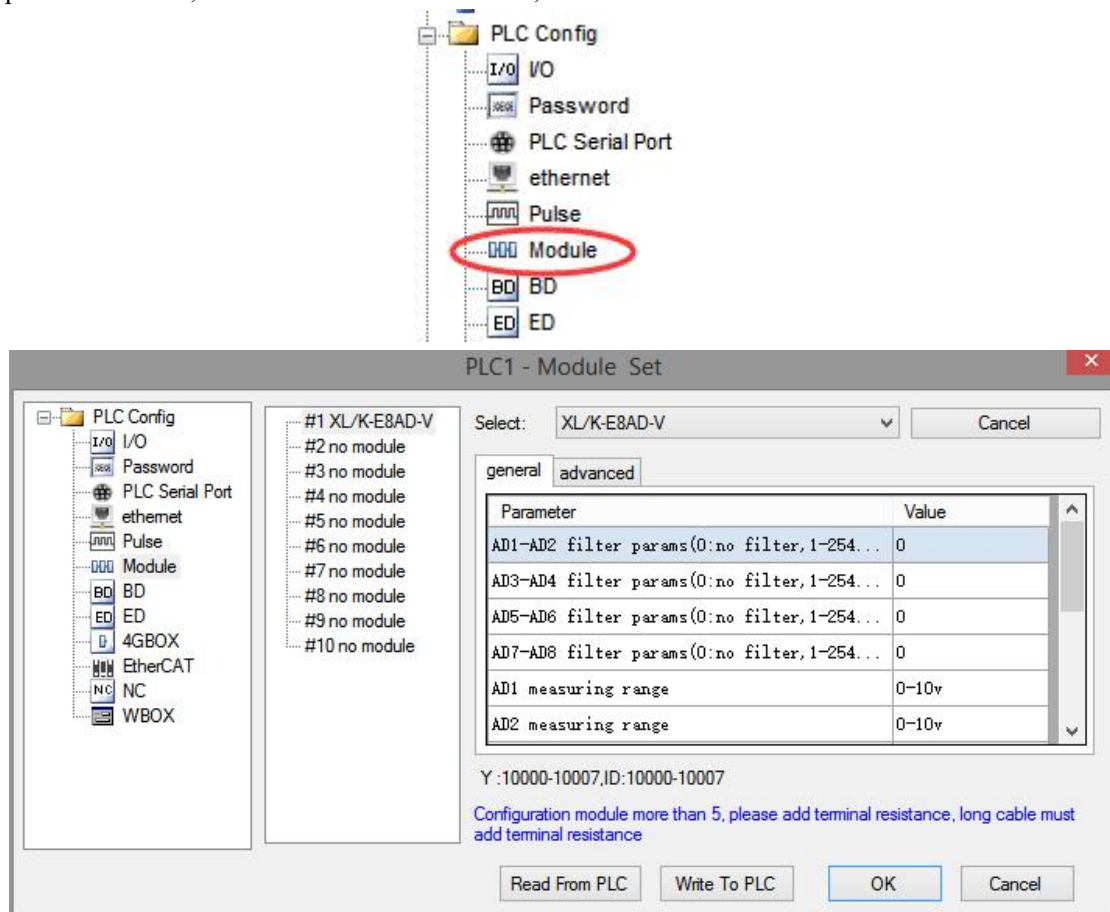 PLC Config
I/O I/O
Password
PLC Serial Port
ethernet
Pulse
Module
BD BD
ED ED
PLC1 - Module Set
PLC Config
I/O I/O
Password
PLC Serial Port
ethernet
Pulse
Module
BD BD
ED ED
4GBOX
EtherCAT
NC NC
WBOX
#1 XL/K-E8AD-V
#2 no module
#3 no module
#4 no module
#5 no module
#6 no module
#7 no module
#8 no module
#9 no module
#10 no module
Select: XL/K-E8AD-V Cancel
general advanced
Parameter Value
AD1-AD2 filter params(0:no filter,1-254... 0
AD3-AD4 filter params(0:no filter,1-254... 0
AD5-AD6 filter params(0:no filter,1-254... 0
AD7-AD8 filter params(0:no filter,1-254... 0
AD1 measuring range 0-10v
AD2 measuring range 0-10v
Y :10000-10007,ID:10000-10007
Configuration module more than 5, please add terminal resistance, long cable must
add terminal resistance
Read From PLC Write To PLC OK Cancel